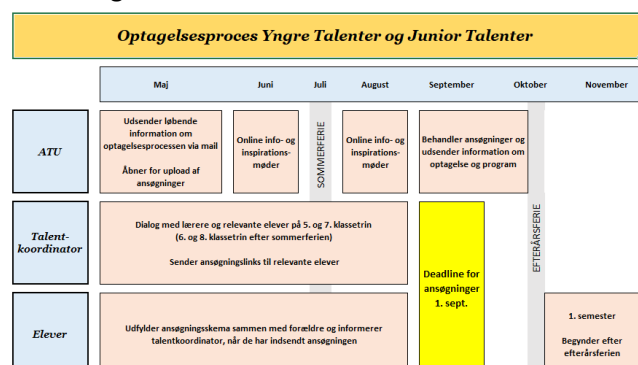 Optagelsesproces Yngre Talenter og Junior Talenter
Maj
Juni
Juli
August
September
Oktober
November
ATU
Udsender løbende
information om
optagelsesprocessen via mail
Åbner for upload af
ansøgninger
Online info- og
inspirations-
møder
SOMMERFERIE
Online info- og
inspirations-
møder
Behandler ansøgninger og
udsender information om
optagelse og program
EFTERÅRSFERIE
Talent-
koordinator
Dialog med lærere og relevante elever på 5. og 7. klassetrin
(6. og 8. klassetrin efter sommerferien)
Sender ansøgningslinks til relevante elever
Deadline for
ansøgninger
1. sept.
Elever
Udfylder ansøgningsskema sammen med forældre og informerer
talentkoordinator, når de har indsendt ansøgningen
1. semester
Begynder efter
efterårsferien